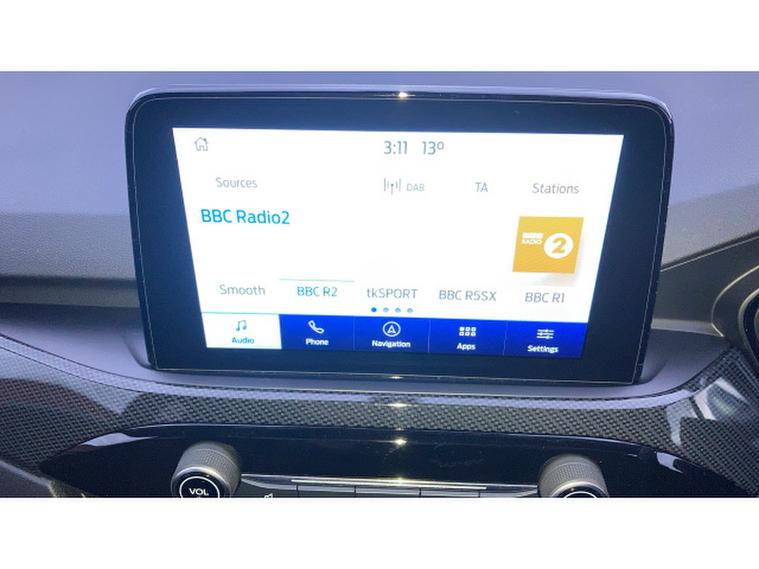 3:11 13º
Sources DAB TA Stations
BBC Radio2
RADIO 2
Smooth BBC R2 tkSPORT BBC R5SX BBC R1
Audio Phone Navigation Apps Settings
VOL